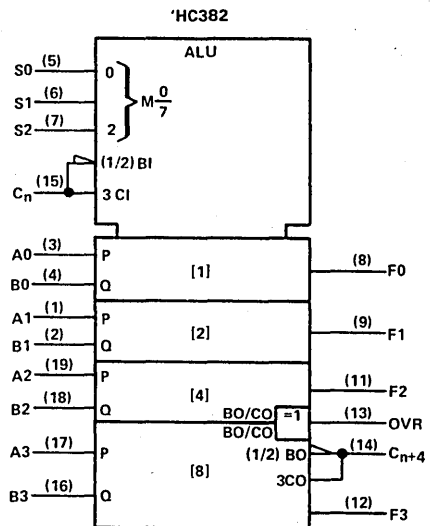 'HC382
ALU
S0 (5) 0
S1 (6) M 0/7
S2 (7) 2
(1/2) BI
Cn (15) 3 CI
A0 (3) P
B0 (4) Q [1] (8) F0
A1 (1) P
B1 (2) Q [2] (9) F1
A2 (19) P
B2 (18) Q [4] (11) F2
BO/CO =1 (13) OVR
BO/CO
A3 (17) P (1/2) BO (14) Cn+4
[8] 3CO
B3 (16) Q (12) F3